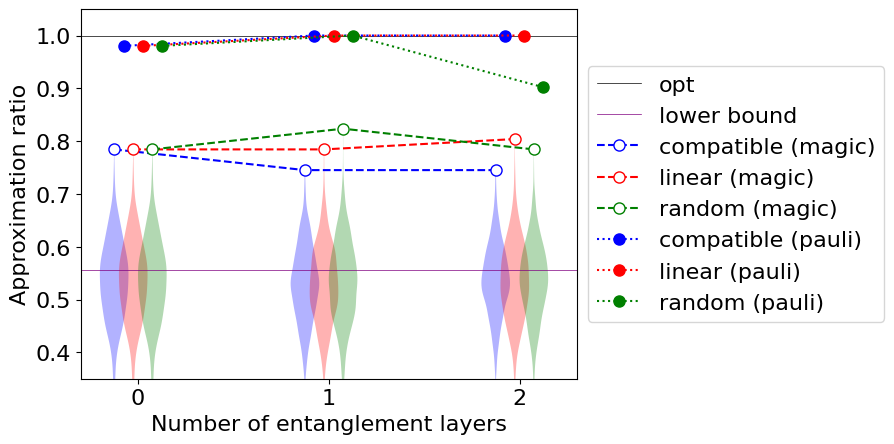 Approximation ratio
1.0
0.9
0.8
0.7
0.6
0.5
0.4
0
1
2
Number of entanglement layers
opt
lower bound
compatible (magic)
linear (magic)
random (magic)
compatible (pauli)
linear (pauli)
random (pauli)